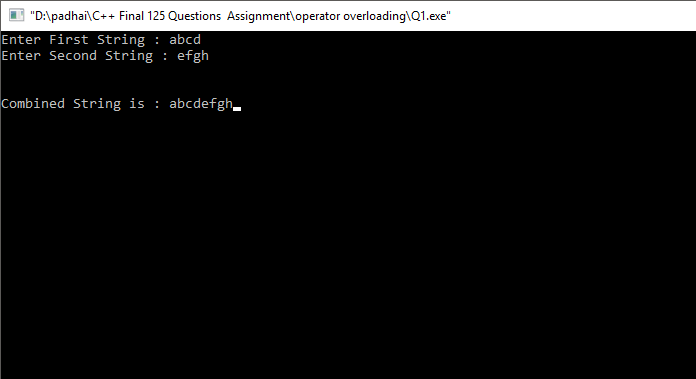 "D:\padhai\C++ Final 125 Questions  Assignment\operator overloading\Q1.exe"
Enter First String : abcd
Enter Second String : efgh
Combined String is : abcdefgh